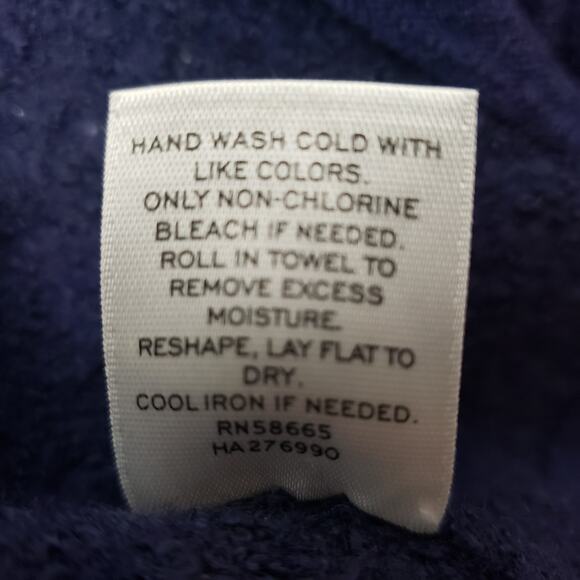 HAND WASH COLD WITH
LIKE COLORS.
ONLY NON-CHLORINE
BLEACH IF NEEDED.
ROLL IN TOWEL TO
REMOVE EXCESS
MOISTURE.
RESHAPE, LAY FLAT TO
DRY.
COOL IRON IF NEEDED.
RN58665
HA276990